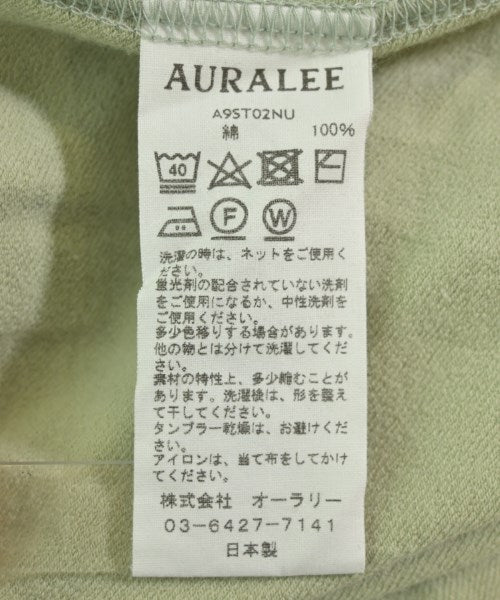 AURALEE
A9ST02NU
綿 100%
40
F W
洗濯の時は、ネットをご使用く
ださい。
蛍光剤の配合されていない洗剤
をご使用になるか、中性洗剤を
ご使用ください。
多少色移りする場合があります。
他の物とは分けて洗濯してくだ
さい。
素材の特性上、多少縮むことが
あります。洗濯後は、形を整え
て干してください。
タンブラー乾燥は、お避けくだ
さい。
アイロンは、当て布をしてかけ
てください。
株式会社 オーラリー
03-6427-7141
日本製